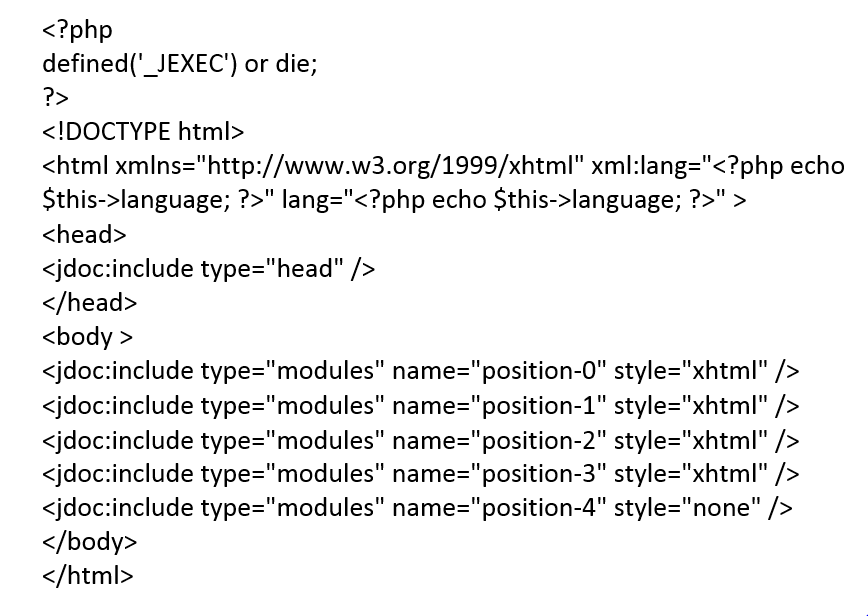 <?php
defined('_JEXEC') or die;
?>
<!DOCTYPE html>
<html xmlns="http://www.w3.org/1999/xhtml" xml:lang="<?php echo
$this->language; ?>" lang="<?php echo $this->language; ?>" >
<head>
<jdoc:include type="head" />
</head>
<body >
<jdoc:include type="modules" name="position-0" style="xhtml" />
<jdoc:include type="modules" name="position-1" style="xhtml" />
<jdoc:include type="modules" name="position-2" style="xhtml" />
<jdoc:include type="modules" name="position-3" style="xhtml" />
<jdoc:include type="modules" name="position-4" style="none" />
</body>
</html>